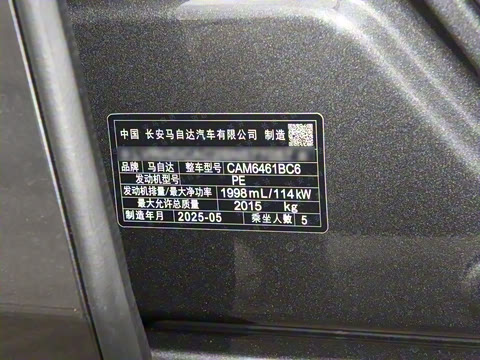 中国 长安马自达汽车有限公司 制造
品牌 马自达 整车型号 CAM6461BC6
发动机型号 PE
发动机排量/最大净功率 1998mL/114kW
最大允许总质量 2015 kg
制造年月 2025-05 乘坐人数 5